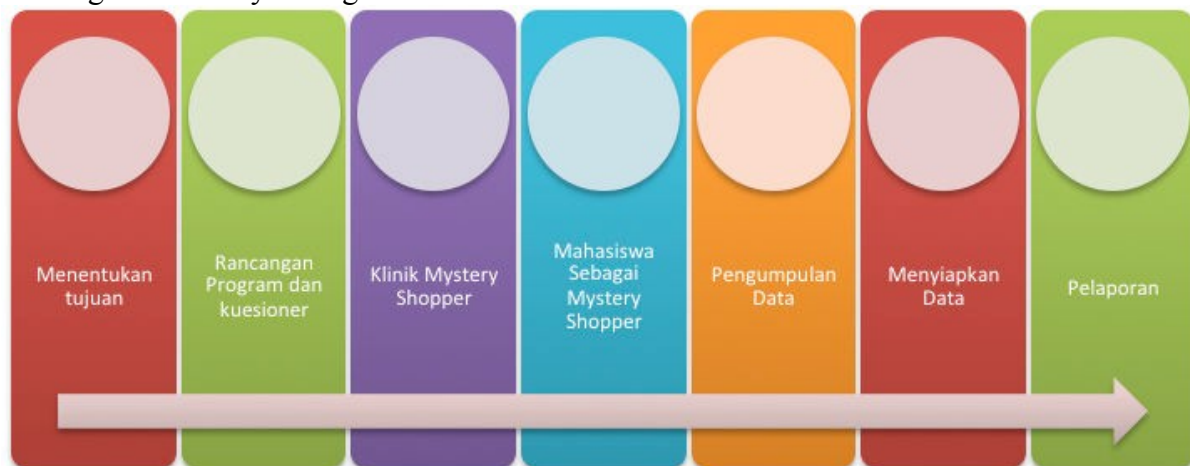 Menentukan
tujuan
Rancangan
Program dan
kuesioner
Klinik Mystery
Shopper
Mahasiswa
Sebagai
Mystery
Shopper
Pengumpulan
Data
Menyiapkan
Data
Pelaporan